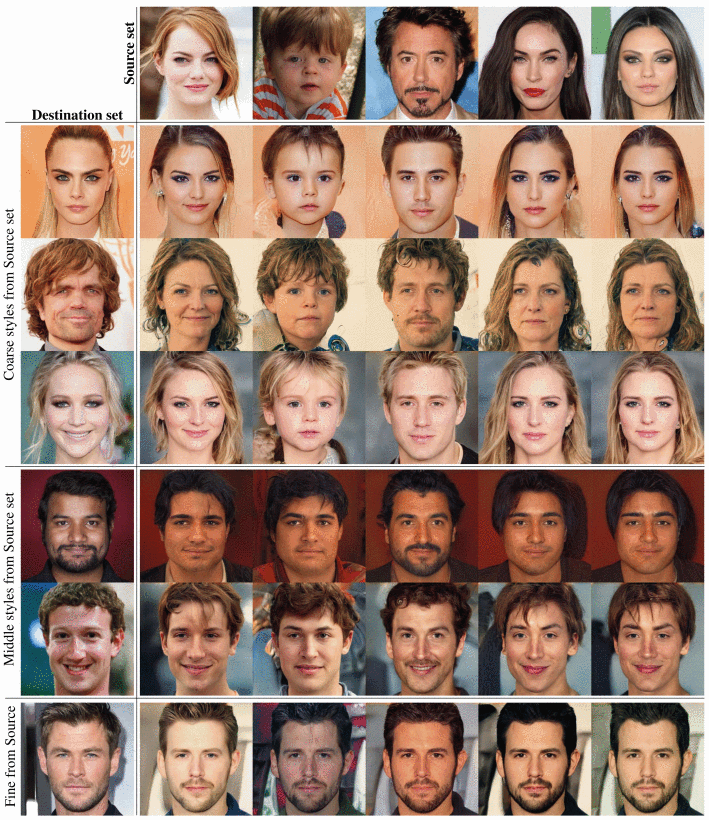 Source set
Destination set
Coarse styles from Source set
Middle styles from Source set
Fine from Source